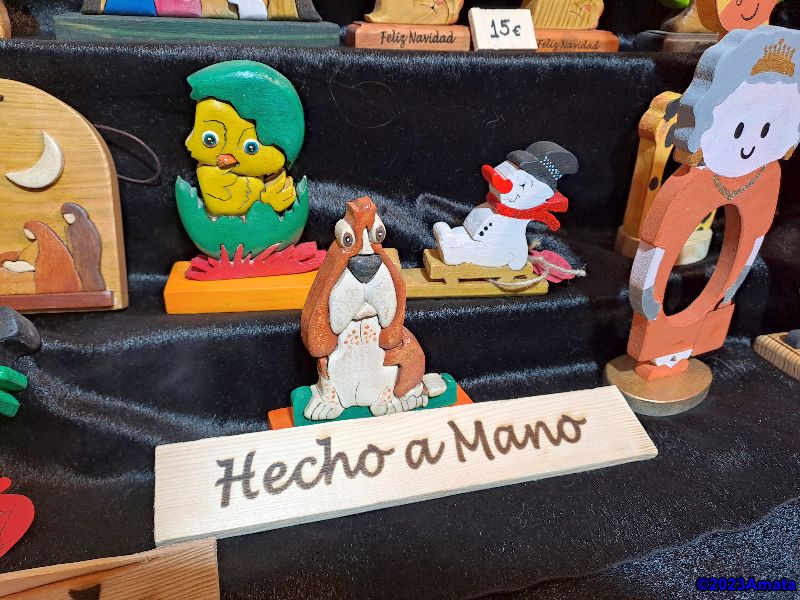 Feliz Navidad
15€
Feliz Navidad
Hecho a Mano
©2023Amata